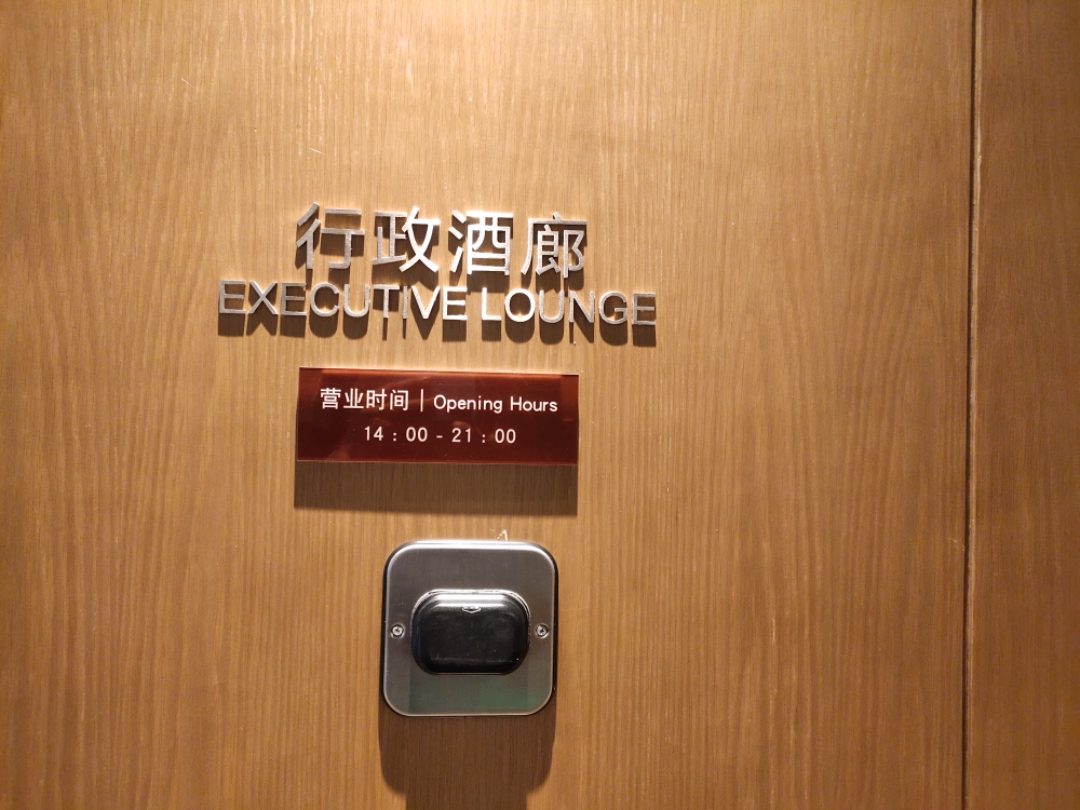 行政酒廊
EXECUTIVE LOUNGE
营业时间 | Opening Hours
14 : 00 - 21 : 00